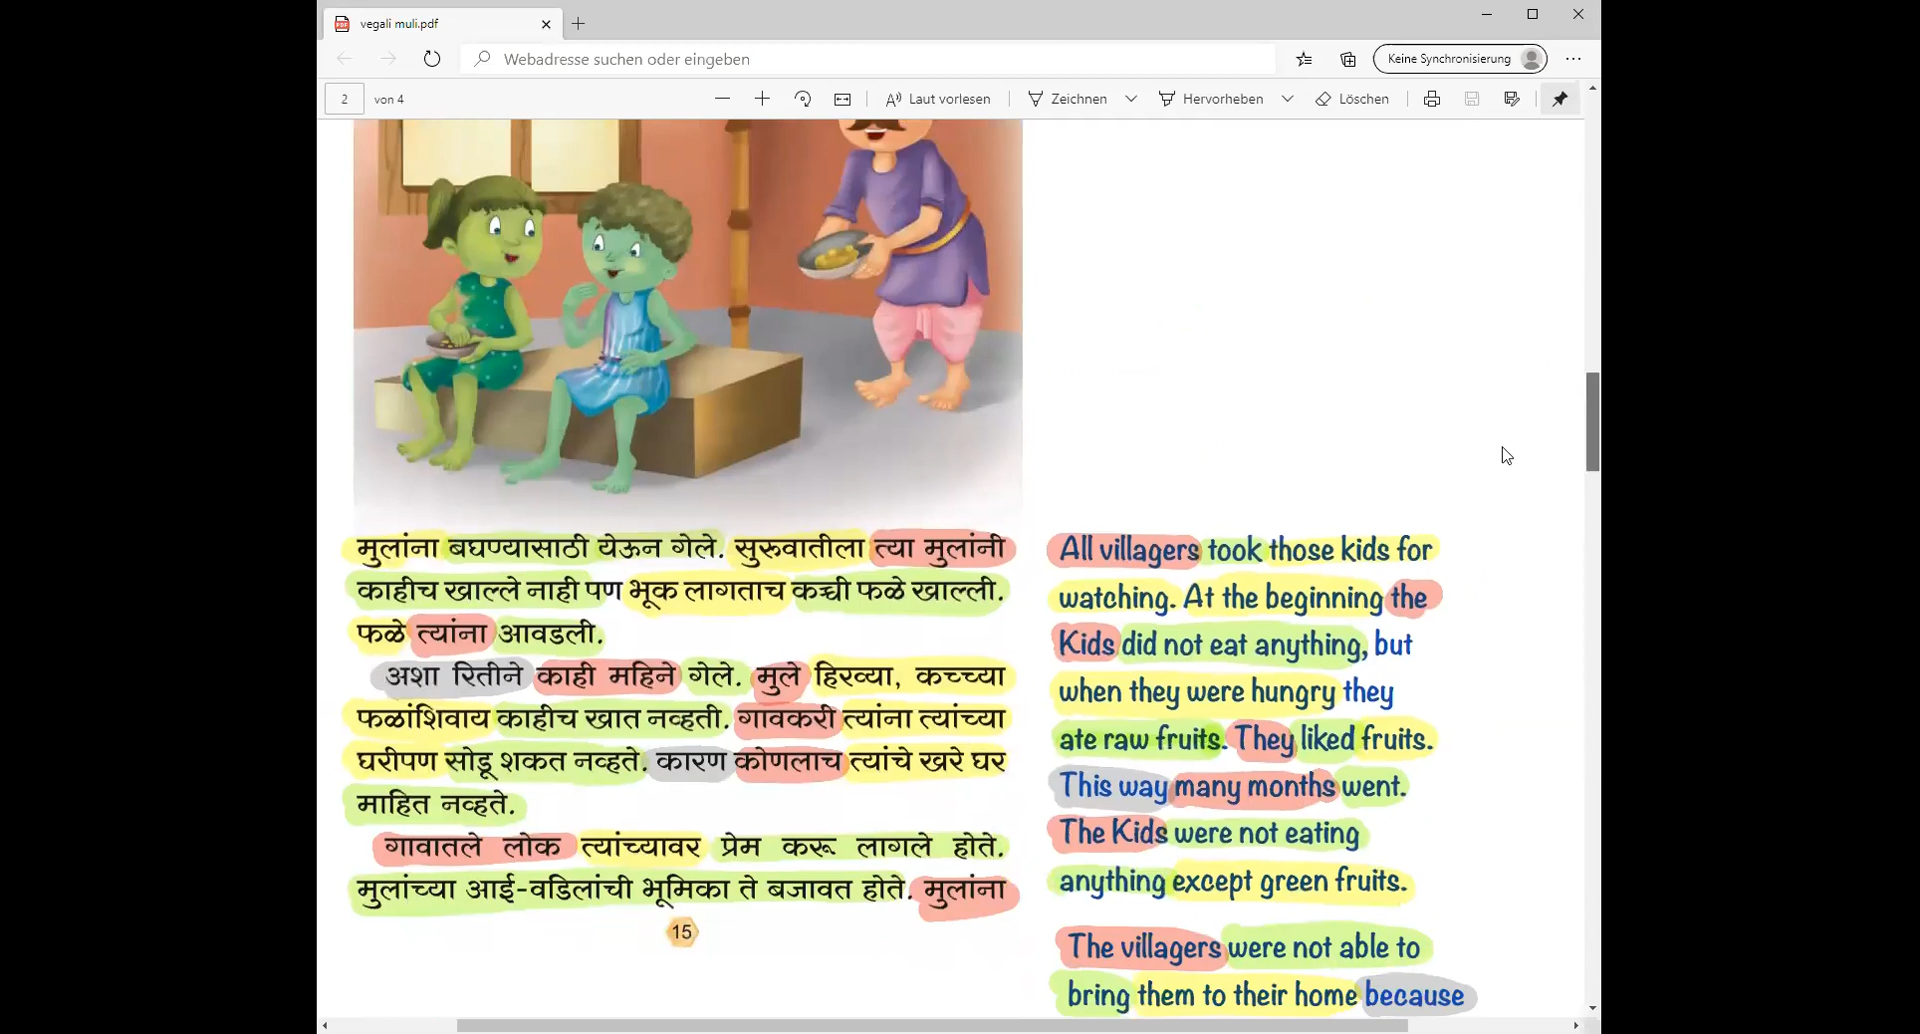 vegali muli.pdf
Webadresse suchen oder eingeben
Keine Synchronisierung
2 von 4
Laut vorlesen
Zeichnen
Hervorheben
Löschen
मुलांना बघण्यासाठी येऊन गेले. सुरुवातीला त्या मुलांनी
काहीच खाल्ले नाही पण भूक लागताच कच्ची फळे खाल्ली.
फळे त्यांना आवडली.
अशा रितीने काही महिने गेले. मुले हिरव्या, कच्च्या
फळांशिवाय काहीच खात नव्हती. गावकरी त्यांना त्यांच्या
घरीपण सोडू शकत नव्हते. कारण कोणलाच त्यांचे खरे घर
माहित नव्हते.
गावातले लोक त्यांच्यावर प्रेम करू लागले होते.
मुलांच्या आई-वडिलांची भूमिका ते बजावत होते. मुलांना
15
All villagers took those kids for
watching. At the beginning the
Kids did not eat anything, but
when they were hungry they
ate raw fruits. They liked fruits.
This way many months went.
The Kids were not eating
anything except green fruits.
The villagers were not able to
bring them to their home because